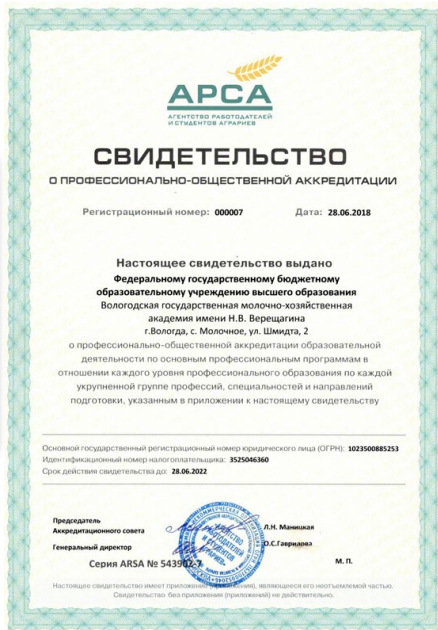 АРСА
АГЕНТСТВО РАБОТОДАТЕЛЕЙ
И СТУДЕНТОВ АГРАРИЕВ
СВИДЕТЕЛЬСТВО
О ПРОФЕССИОНАЛЬНО-ОБЩЕСТВЕННОЙ АККРЕДИТАЦИИ
Регистрационный номер: 000007 Дата: 28.06.2018
Настоящее свидетельство выдано
Федеральному государственному бюджетному
образовательному учреждению высшего образования
Вологодская государственная молочно-хозяйственная
академия имени Н.В. Верещагина
г.Вологда, с. Молочное, ул. Шмидта, 2
о профессионально-общественной аккредитации образовательной
деятельности по основным профессиональным программам в
отношении каждого уровня профессионального образования по каждой
укрупненной группе профессий, специальностей и направлений
подготовки, указанным в приложении к настоящему свидетельству
Основной государственный регистрационный номер юридического лица (ОГРН): 1023500885253
Идентификационный номер налогоплательщика: 3525046360
Срок действия свидетельства до: 28.06.2022
Председатель
Аккредитационного совета Л.Н. Маницкая
Генеральный директор О.С.Гаврилова
Серия ARSA № 543902-7 М. П.
Настоящее свидетельство имеет приложение (приложения), являющееся его неотъемлемой частью.
Свидетельство без приложения (приложений) не действительно.